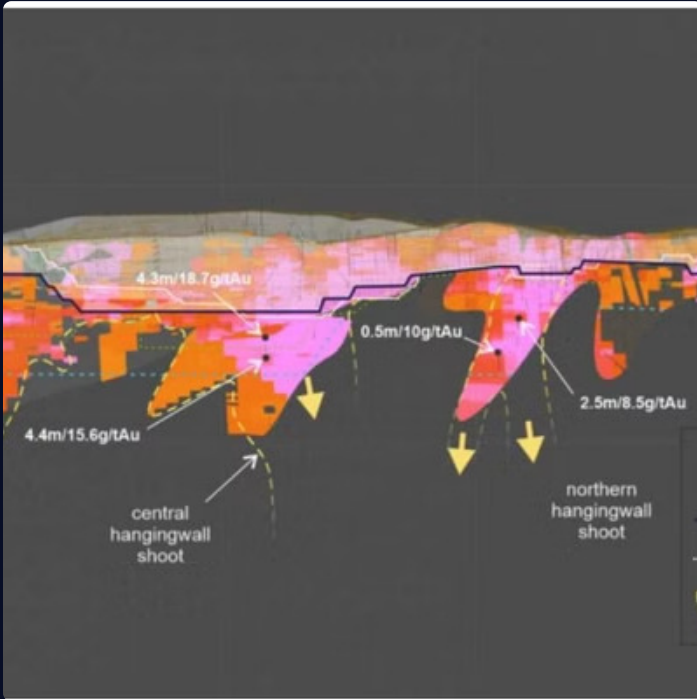 4.3m/18.7g/tAu
0.5m/10g/tAu
2.5m/8.5g/tAu
4.4m/15.6g/tAu
central
hangingwall
shoot
northern
hangingwall
shoot